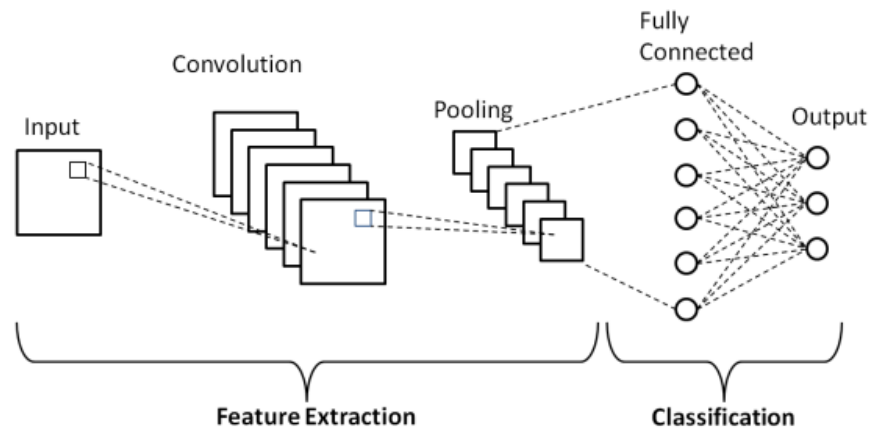 Input
Convolution
Pooling
Fully
Connected
Output
Feature Extraction
Classification